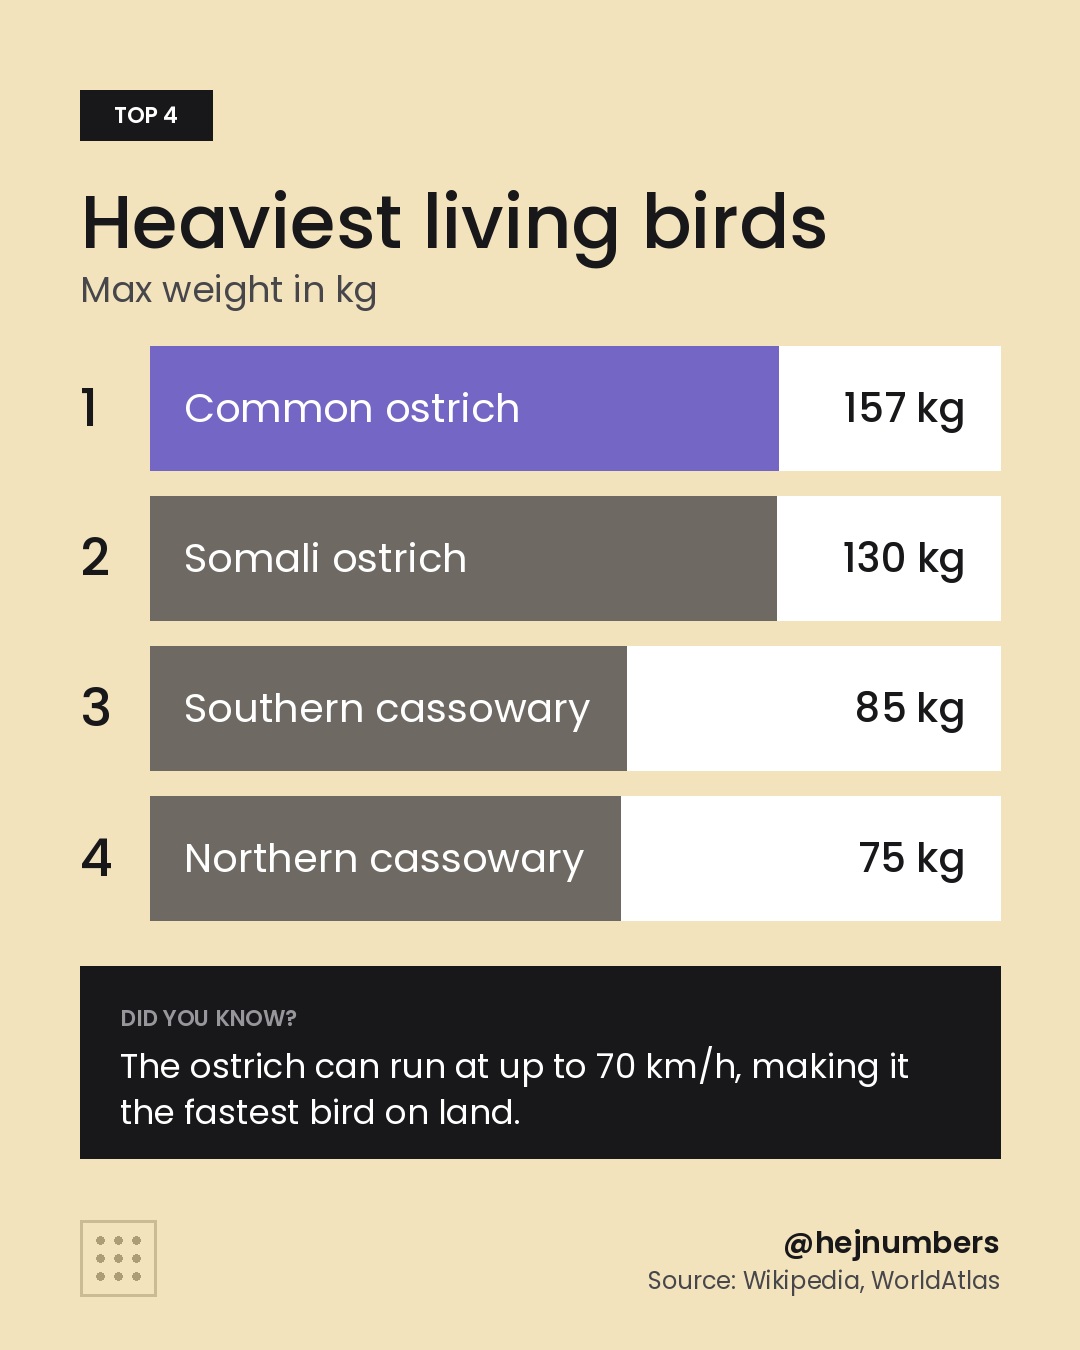 TOP 4
Heaviest living birds
Max weight in kg
1 Common ostrich 157 kg
2 Somali ostrich 130 kg
3 Southern cassowary 85 kg
4 Northern cassowary 75 kg
DID YOU KNOW?
The ostrich can run at up to 70 km/h, making it
the fastest bird on land.
@hejnumbers
Source: Wikipedia, WorldAtlas